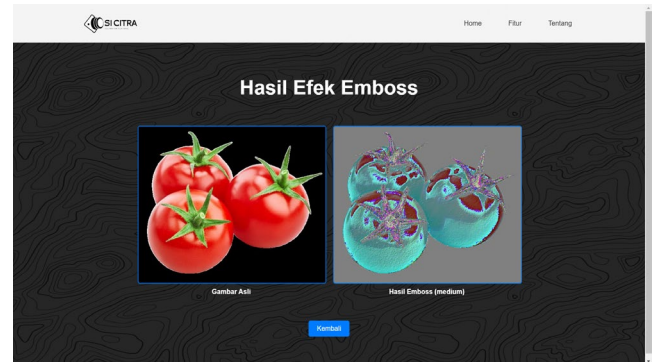 SI CITRA
Home Fitur Tentang
Hasil Efek Emboss
Gambar Asli
Hasil Emboss (medium)
Kembali